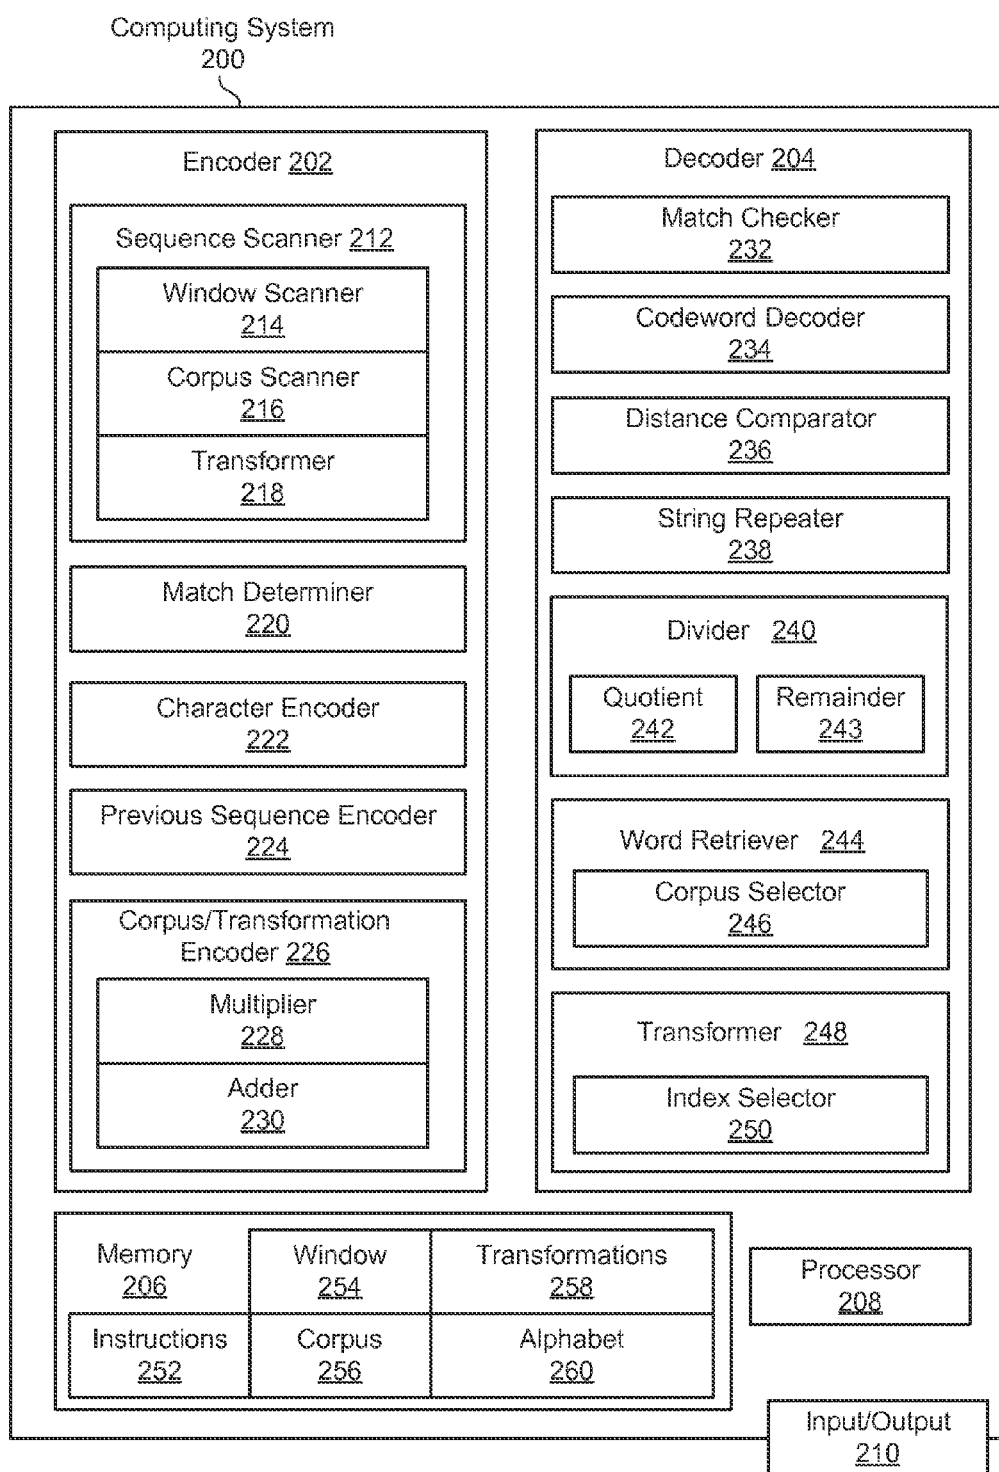 Computing System
200
Encoder 202
Sequence Scanner 212
Window Scanner
214
Corpus Scanner
216
Transformer
218
Match Determiner
220
Character Encoder
222
Previous Sequence Encoder
224
Corpus/Transformation
Encoder 226
Multiplier
228
Adder
230
Decoder 204
Match Checker
232
Codeword Decoder
234
Distance Comparator
236
String Repeater
238
Divider 240
Quotient
242
Remainder
243
Word Retriever 244
Corpus Selector
246
Transformer 248
Index Selector
250
Memory
206
Window
254
Transformations
258
Instructions
252
Corpus
256
Alphabet
260
Processor
208
Input/Output
210